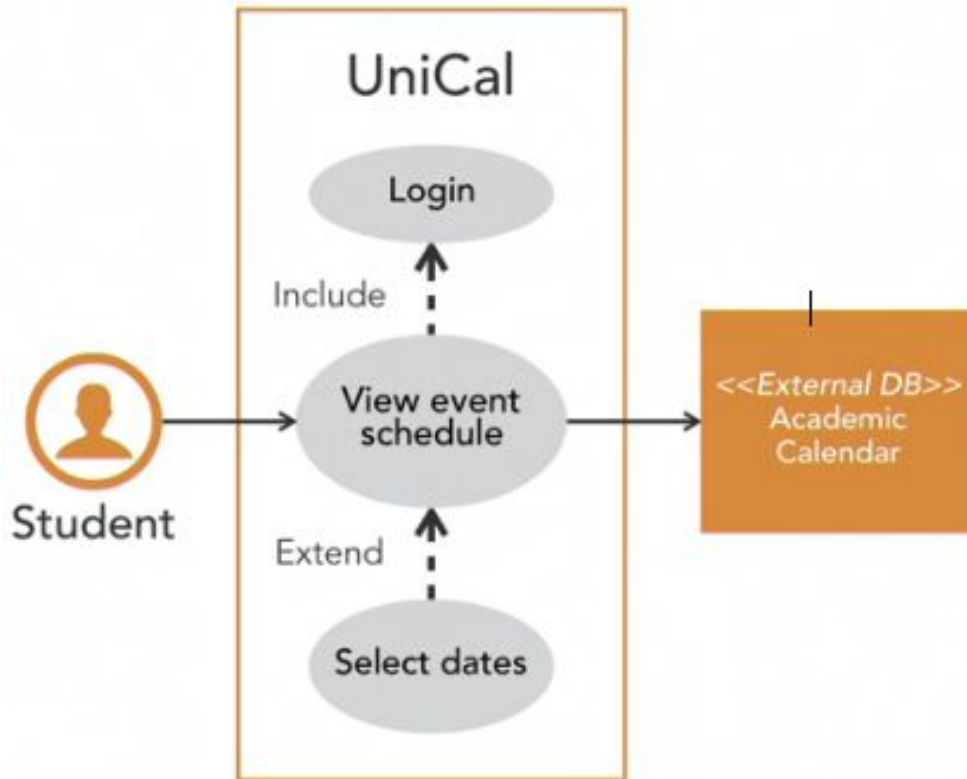 UniCal
Login
Include
View event
schedule
Student
<<External DB>>
Academic
Calendar
Extend
Select dates